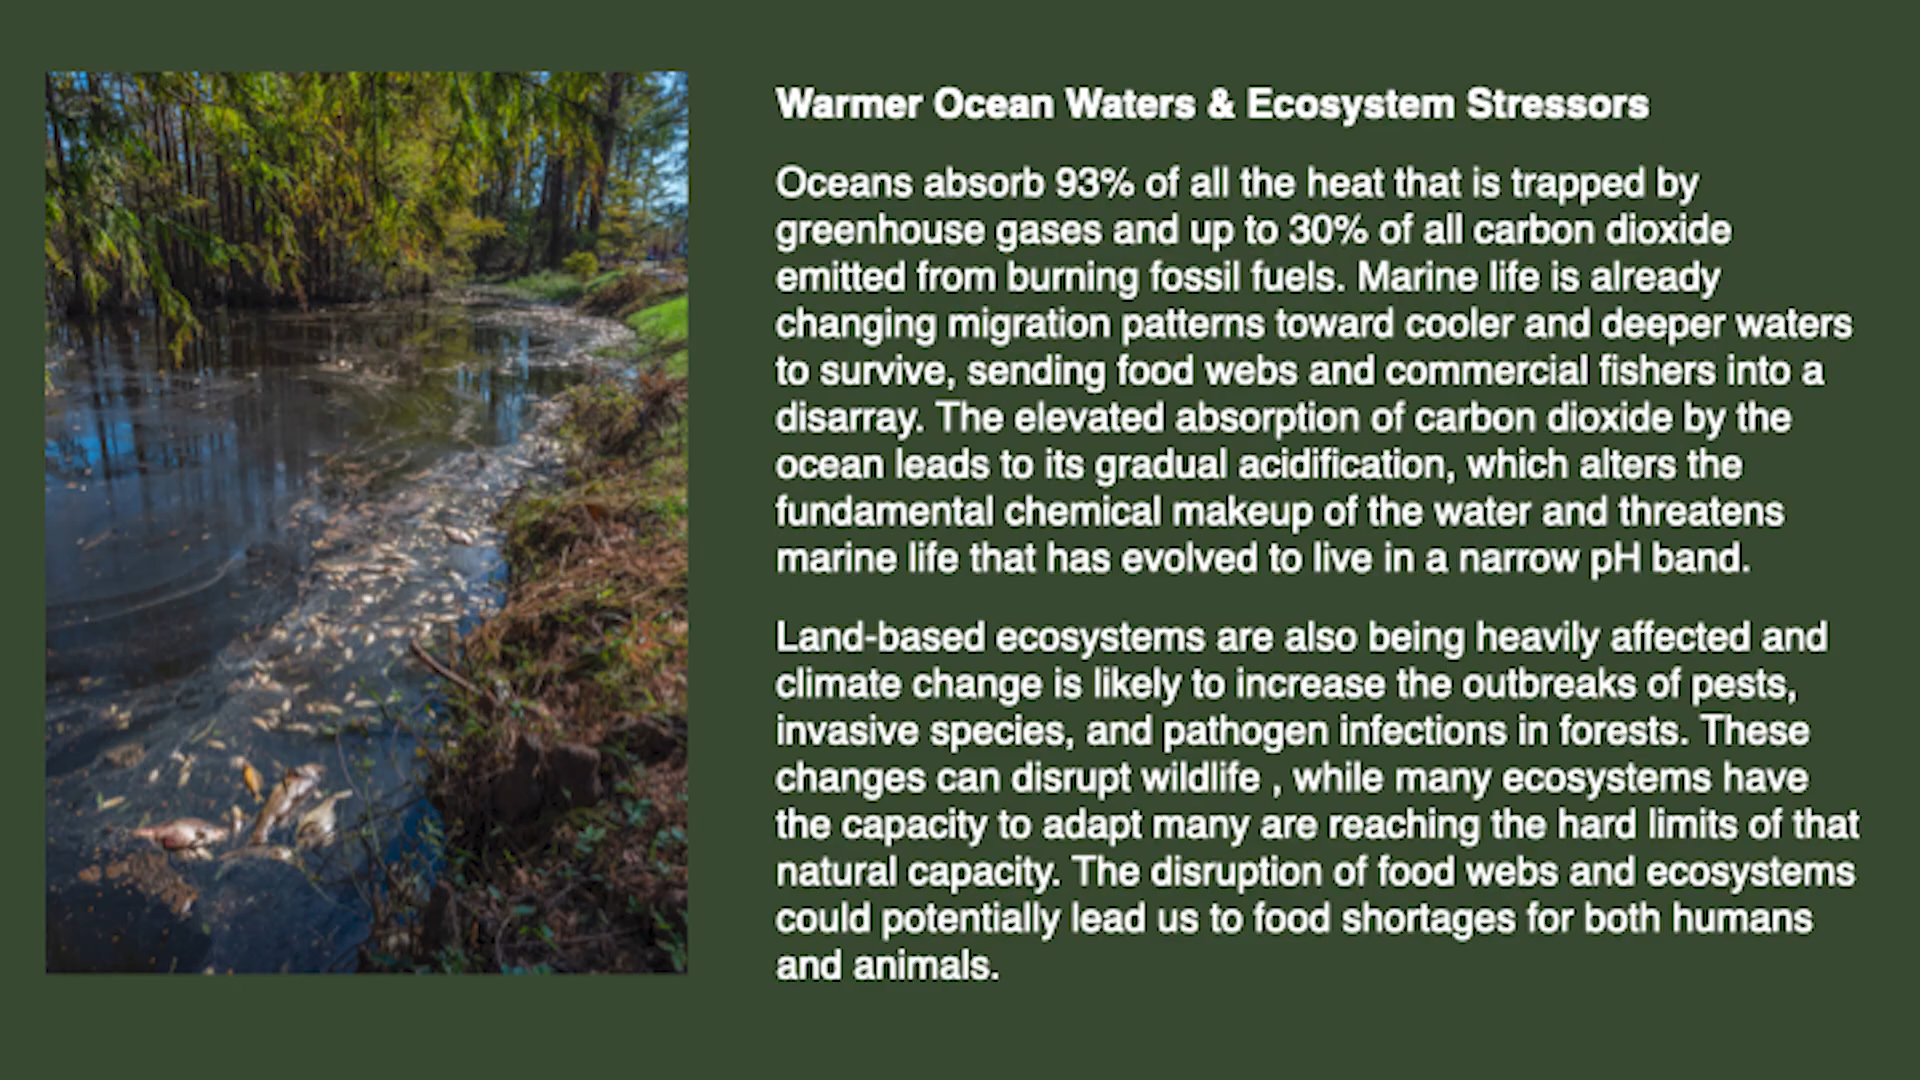 Warmer Ocean Waters & Ecosystem Stressors
Oceans absorb 93% of all the heat that is trapped by
greenhouse gases and up to 30% of all carbon dioxide
emitted from burning fossil fuels. Marine life is already
changing migration patterns toward cooler and deeper waters
to survive, sending food webs and commercial fishers into a
disarray. The elevated absorption of carbon dioxide by the
ocean leads to its gradual acidification, which alters the
fundamental chemical makeup of the water and threatens
marine life that has evolved to live in a narrow pH band.
Land-based ecosystems are also being heavily affected and
climate change is likely to increase the outbreaks of pests,
invasive species, and pathogen infections in forests. These
changes can disrupt wildlife , while many ecosystems have
the capacity to adapt many are reaching the hard limits of that
natural capacity. The disruption of food webs and ecosystems
could potentially lead us to food shortages for both humans
and animals.